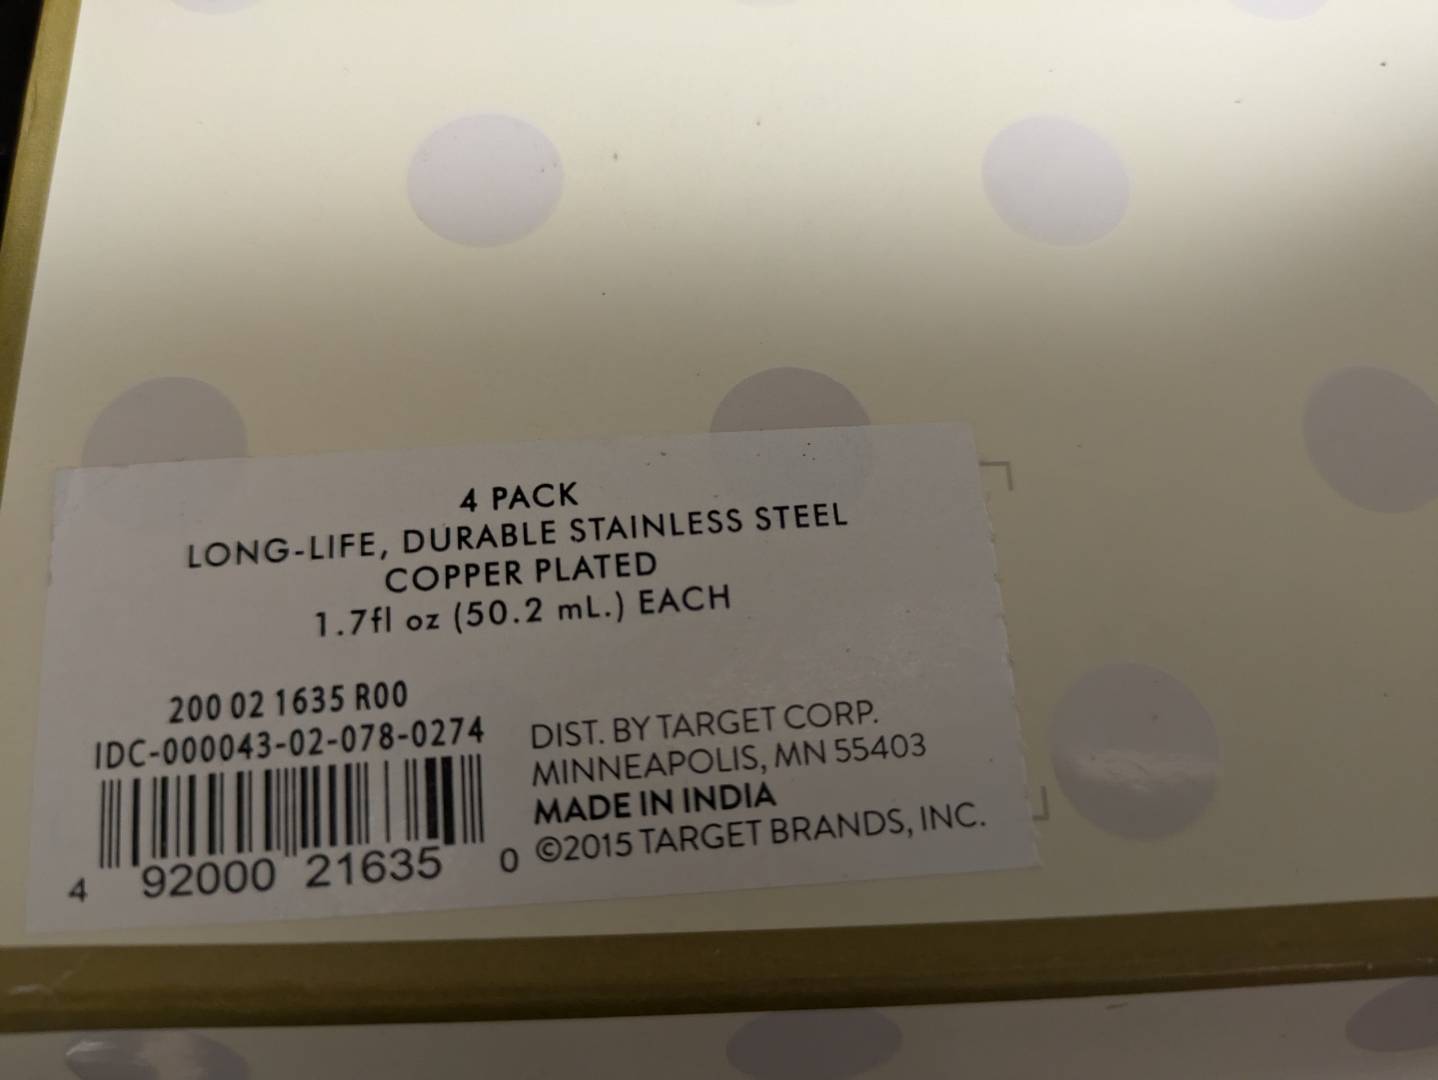 4 PACK
LONG-LIFE, DURABLE STAINLESS STEEL
COPPER PLATED
1.7fl oz (50.2 mL.) EACH
200 02 1635 R00
IDC-000043-02-078-0274
4 92000 21635 0
DIST. BY TARGET CORP.
MINNEAPOLIS, MN 55403
MADE IN INDIA
©2015 TARGET BRANDS, INC.